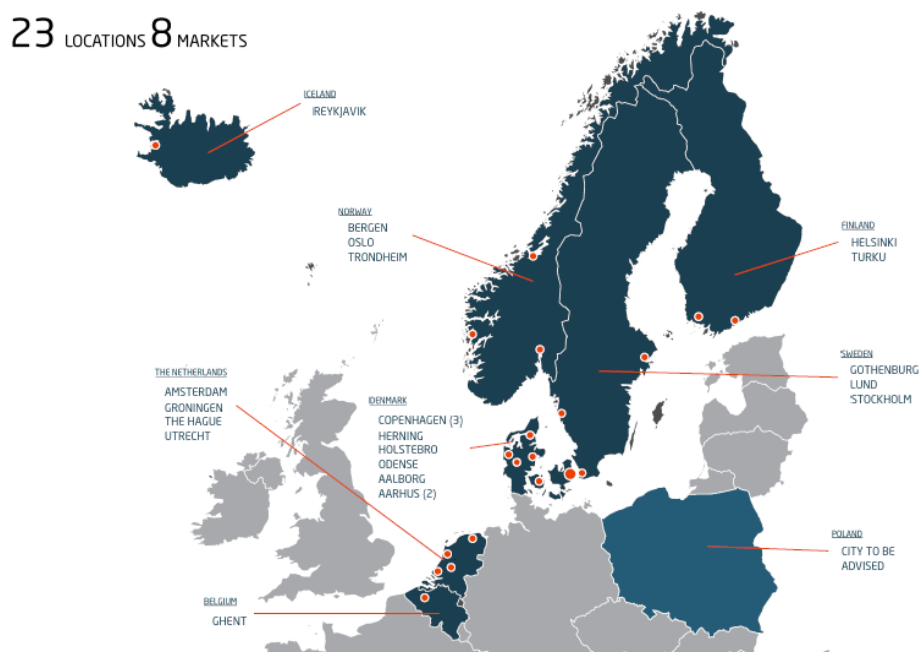 23 LOCATIONS 8 MARKETS
ICELAND
REYKJAVIK
NORWAY
BERGEN
OSLO
TRONDHEIM
FINLAND
HELSINKI
TURKU
SWEDEN
GOTHENBURG
LUND
STOCKHOLM
THE NETHERLANDS
AMSTERDAM
GRONINGEN
THE HAGUE
UTRECHT
DENMARK
COPENHAGEN (3)
HERNING
HOLSTEBRO
ODENSE
AALBORG
AARHUS (2)
POLAND
CITY TO BE
ADVISED
BELGIUM
GHENT